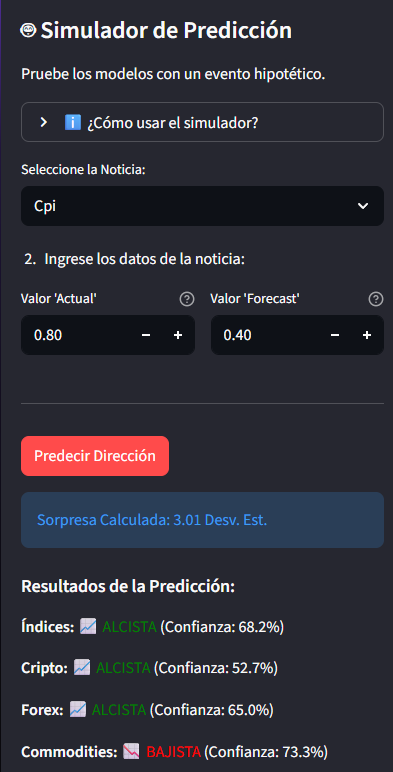 Simulador de Predicción
Pruebe los modelos con un evento hipotético.
¿Cómo usar el simulador?
Seleccione la Noticia:
Cpi
2. Ingrese los datos de la noticia:
Valor 'Actual' Valor 'Forecast'
0.80 − + 0.40 − +
Predecir Dirección
Sorpresa Calculada: 3.01 Desv. Est.
Resultados de la Predicción:
Índices: ALCISTA (Confianza: 68.2%)
Cripto: ALCISTA (Confianza: 52.7%)
Forex: ALCISTA (Confianza: 65.0%)
Commodities: BAJISTA (Confianza: 73.3%)